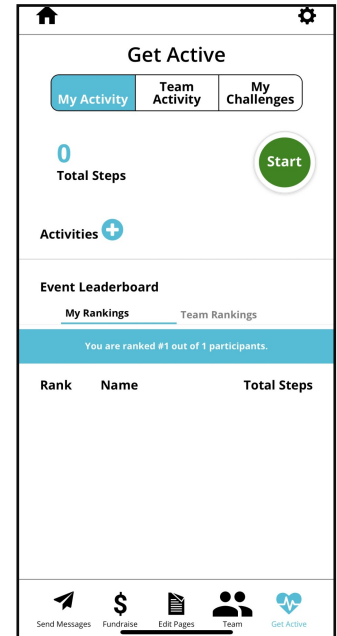 Get Active
My Activity
Team
Activity
My
Challenges
0
Total Steps
Start
Activities
Event Leaderboard
My Rankings Team Rankings
You are ranked #1 out of 1 participants.
Rank Name Total Steps
Send Messages Fundraise Edit Pages Team Get Active